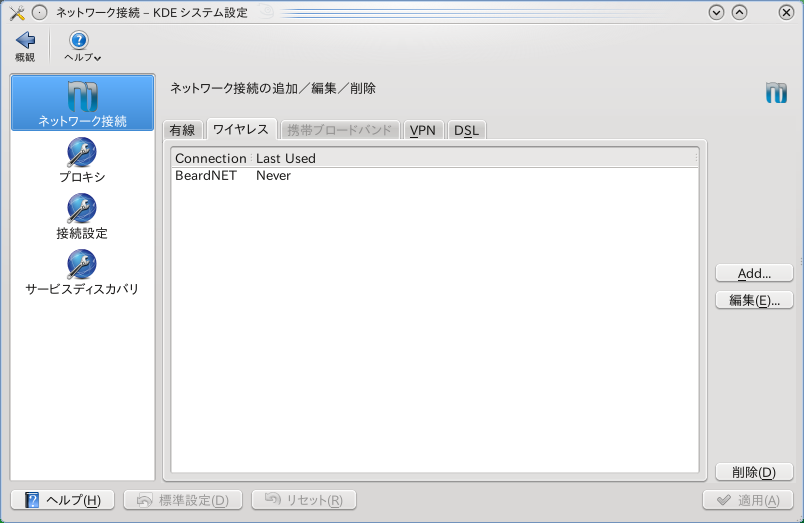 ネットワーク接続 – KDE システム設定
概観
ヘルプ
ネットワーク接続
プロキシ
接続設定
サービスディスカバリ
ネットワーク接続の追加／編集／削除
有線 ワイヤレス 携帯ブロードバンド VPN DSL
Connection Last Used
BeardNET Never
Add...
編集(E)...
削除(D)
ヘルプ(H) 標準設定(D) リセット(R) 適用(A)